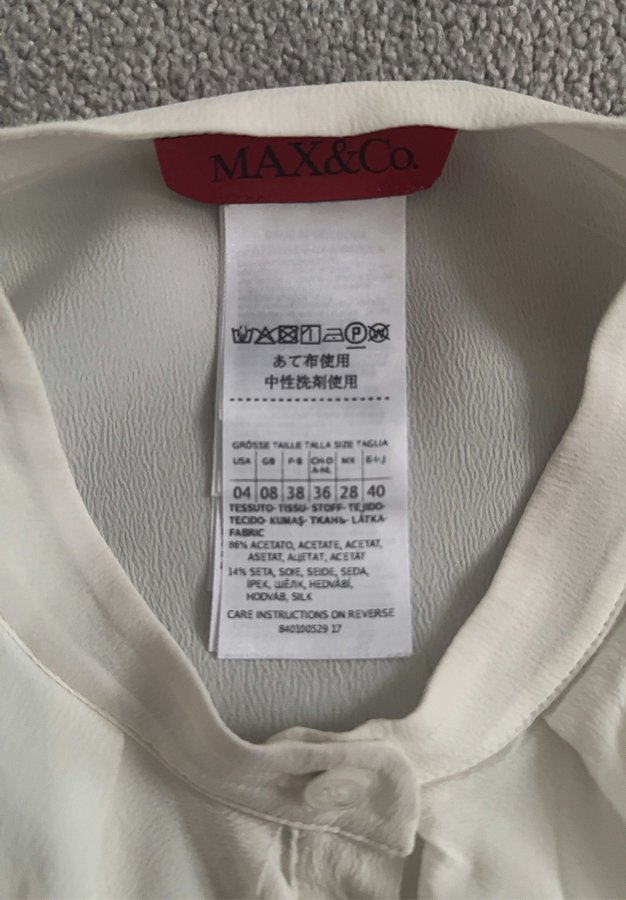 MAX&Co.
あて布使用
中性洗剤使用
GRÖSSE TAILLE TALLA SIZE TAGLIA
USA GB F-B CH-D A-NL MX E-I-J
04 08 38 36 28 40
TESSUTO- TISSU- STOFF- TEJIDO-
TECIDO- KUMAŞ- ТКАНЬ- LÁTKA-
FABRIC
86% ACETATO, ACETATE, ACETAT,
ASETAT, АЦЕТАТ, ACETÁT
14% SETA, SOIE, SEIDE, SEDA,
İPEK, ШЁЛК, HEDVÁBÍ,
HODVÁB, SILK
CARE INSTRUCTIONS ON REVERSE
840100529 17